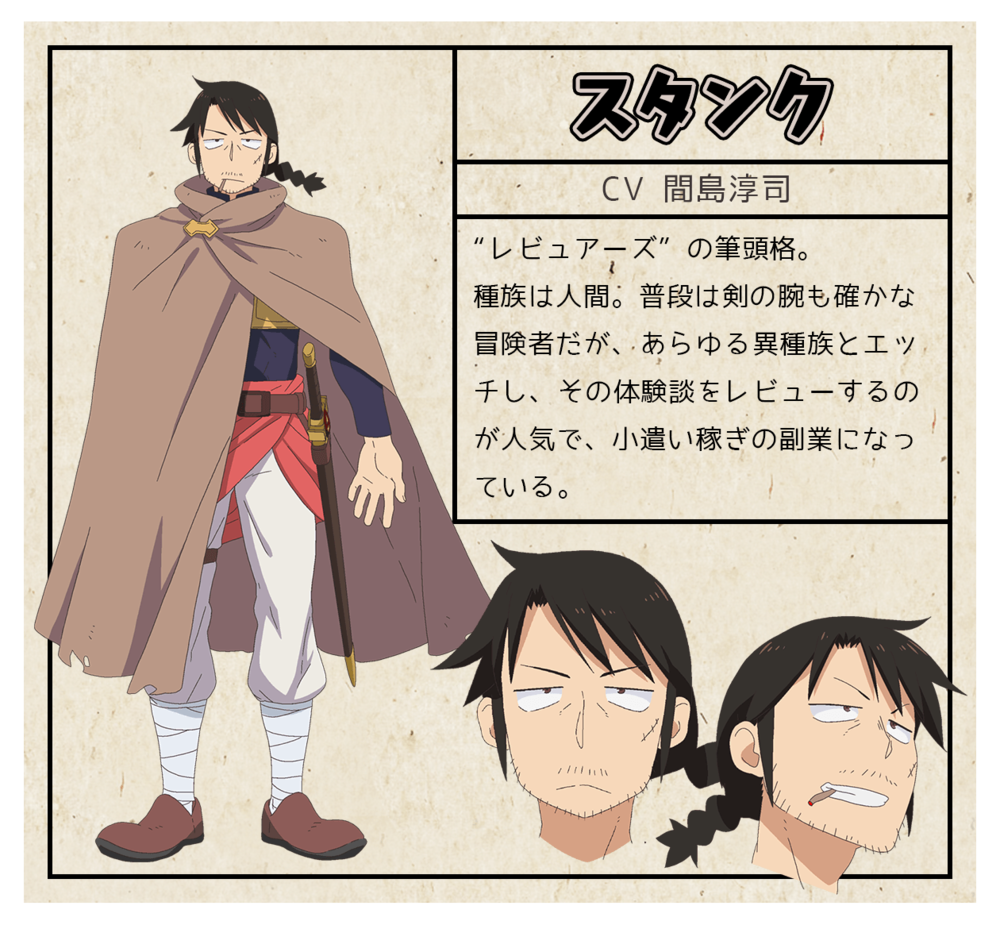 スタンク
CV 間島淳司
“レビュアーズ”の筆頭格。
種族は人間。普段は剣の腕も確かな
冒険者だが、あらゆる異種族とエッ
チし、その体験談をレビューするの
が人気で、小遣い稼ぎの副業になっ
ている。